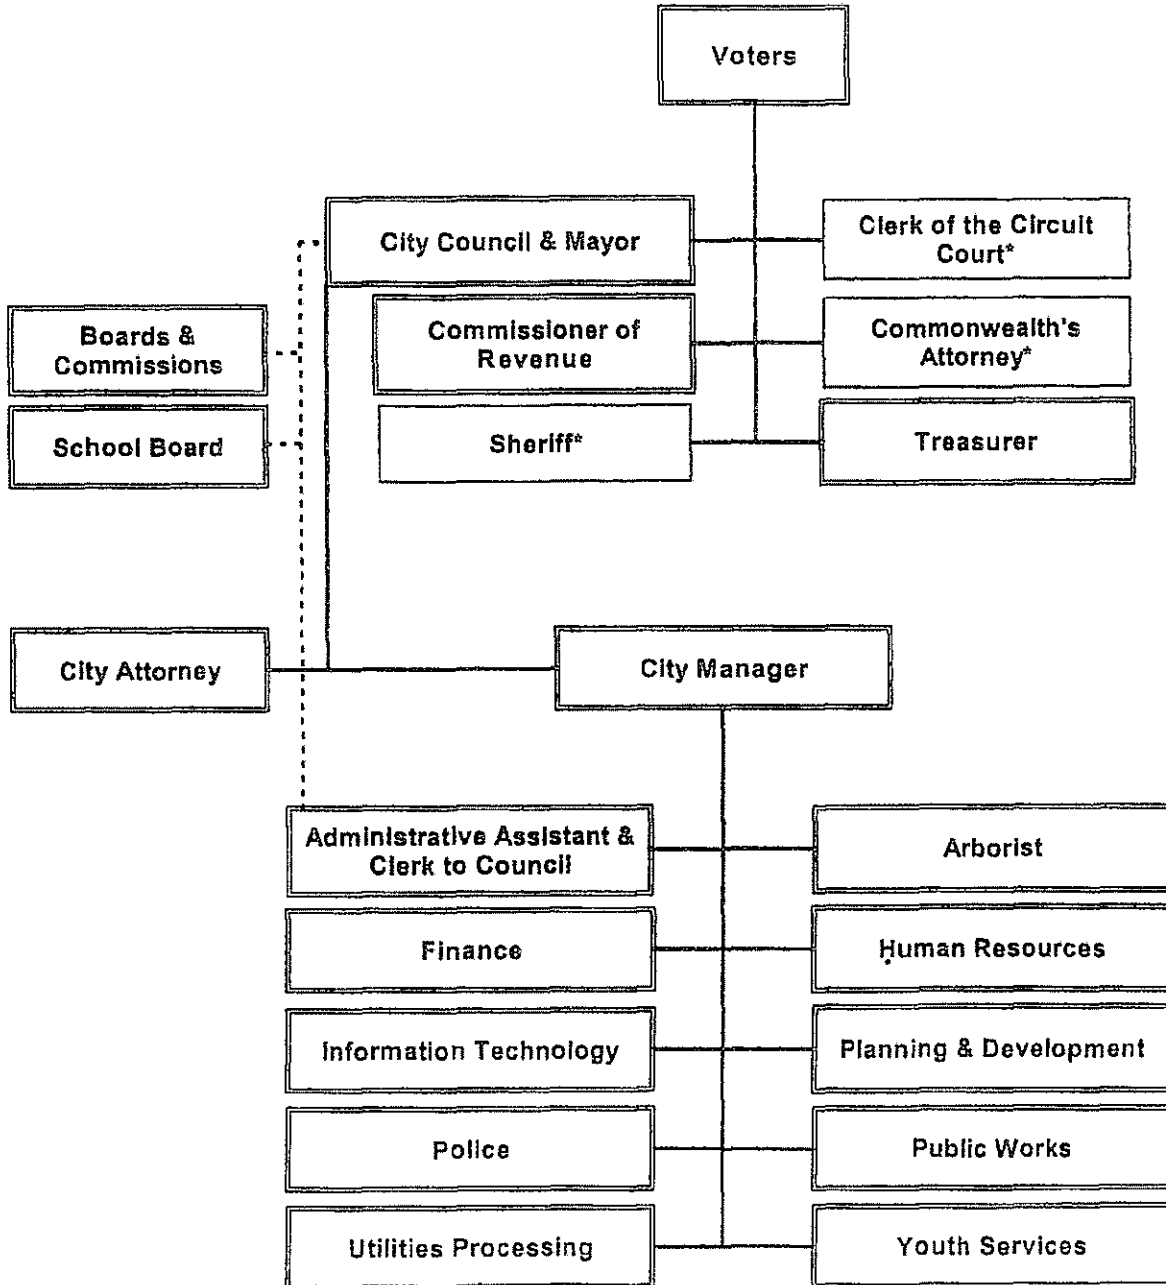 Voters
City Council & Mayor
Clerk of the Circuit
Court*
Boards &
Commissions
Commissioner of
Revenue
Commonwealth's
Attorney*
School Board
Sheriff*
Treasurer
City Attorney
City Manager
Administrative Assistant &
Clerk to Council
Arborist
Finance
Human Resources
Information Technology
Planning & Development
Police
Public Works
Utilities Processing
Youth Services